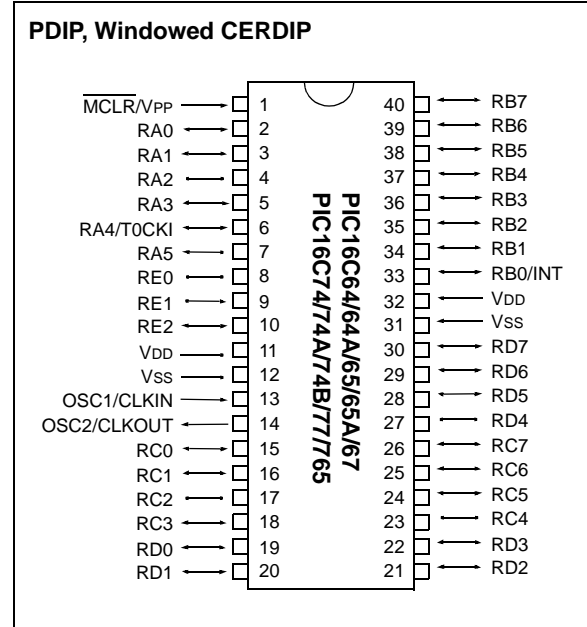 PDIP, Windowed CERDIP
MCLR/VPP 1 40 RB7
RA0 2 39 RB6
RA1 3 38 RB5
RA2 4 37 RB4
RA3 5 36 RB3
RA4/T0CKI 6 35 RB2
RA5 7 34 RB1
RE0 8 33 RB0/INT
RE1 9 32 VDD
RE2 10 31 VSS
VDD 11 30 RD7
VSS 12 29 RD6
OSC1/CLKIN 13 28 RD5
OSC2/CLKOUT 14 27 RD4
RC0 15 26 RC7
RC1 16 25 RC6
RC2 17 24 RC5
RC3 18 23 RC4
RD0 19 22 RD3
RD1 20 21 RD2
PIC16C64/64A/65/65A/67
PIC16C74/74A/74B/77/765